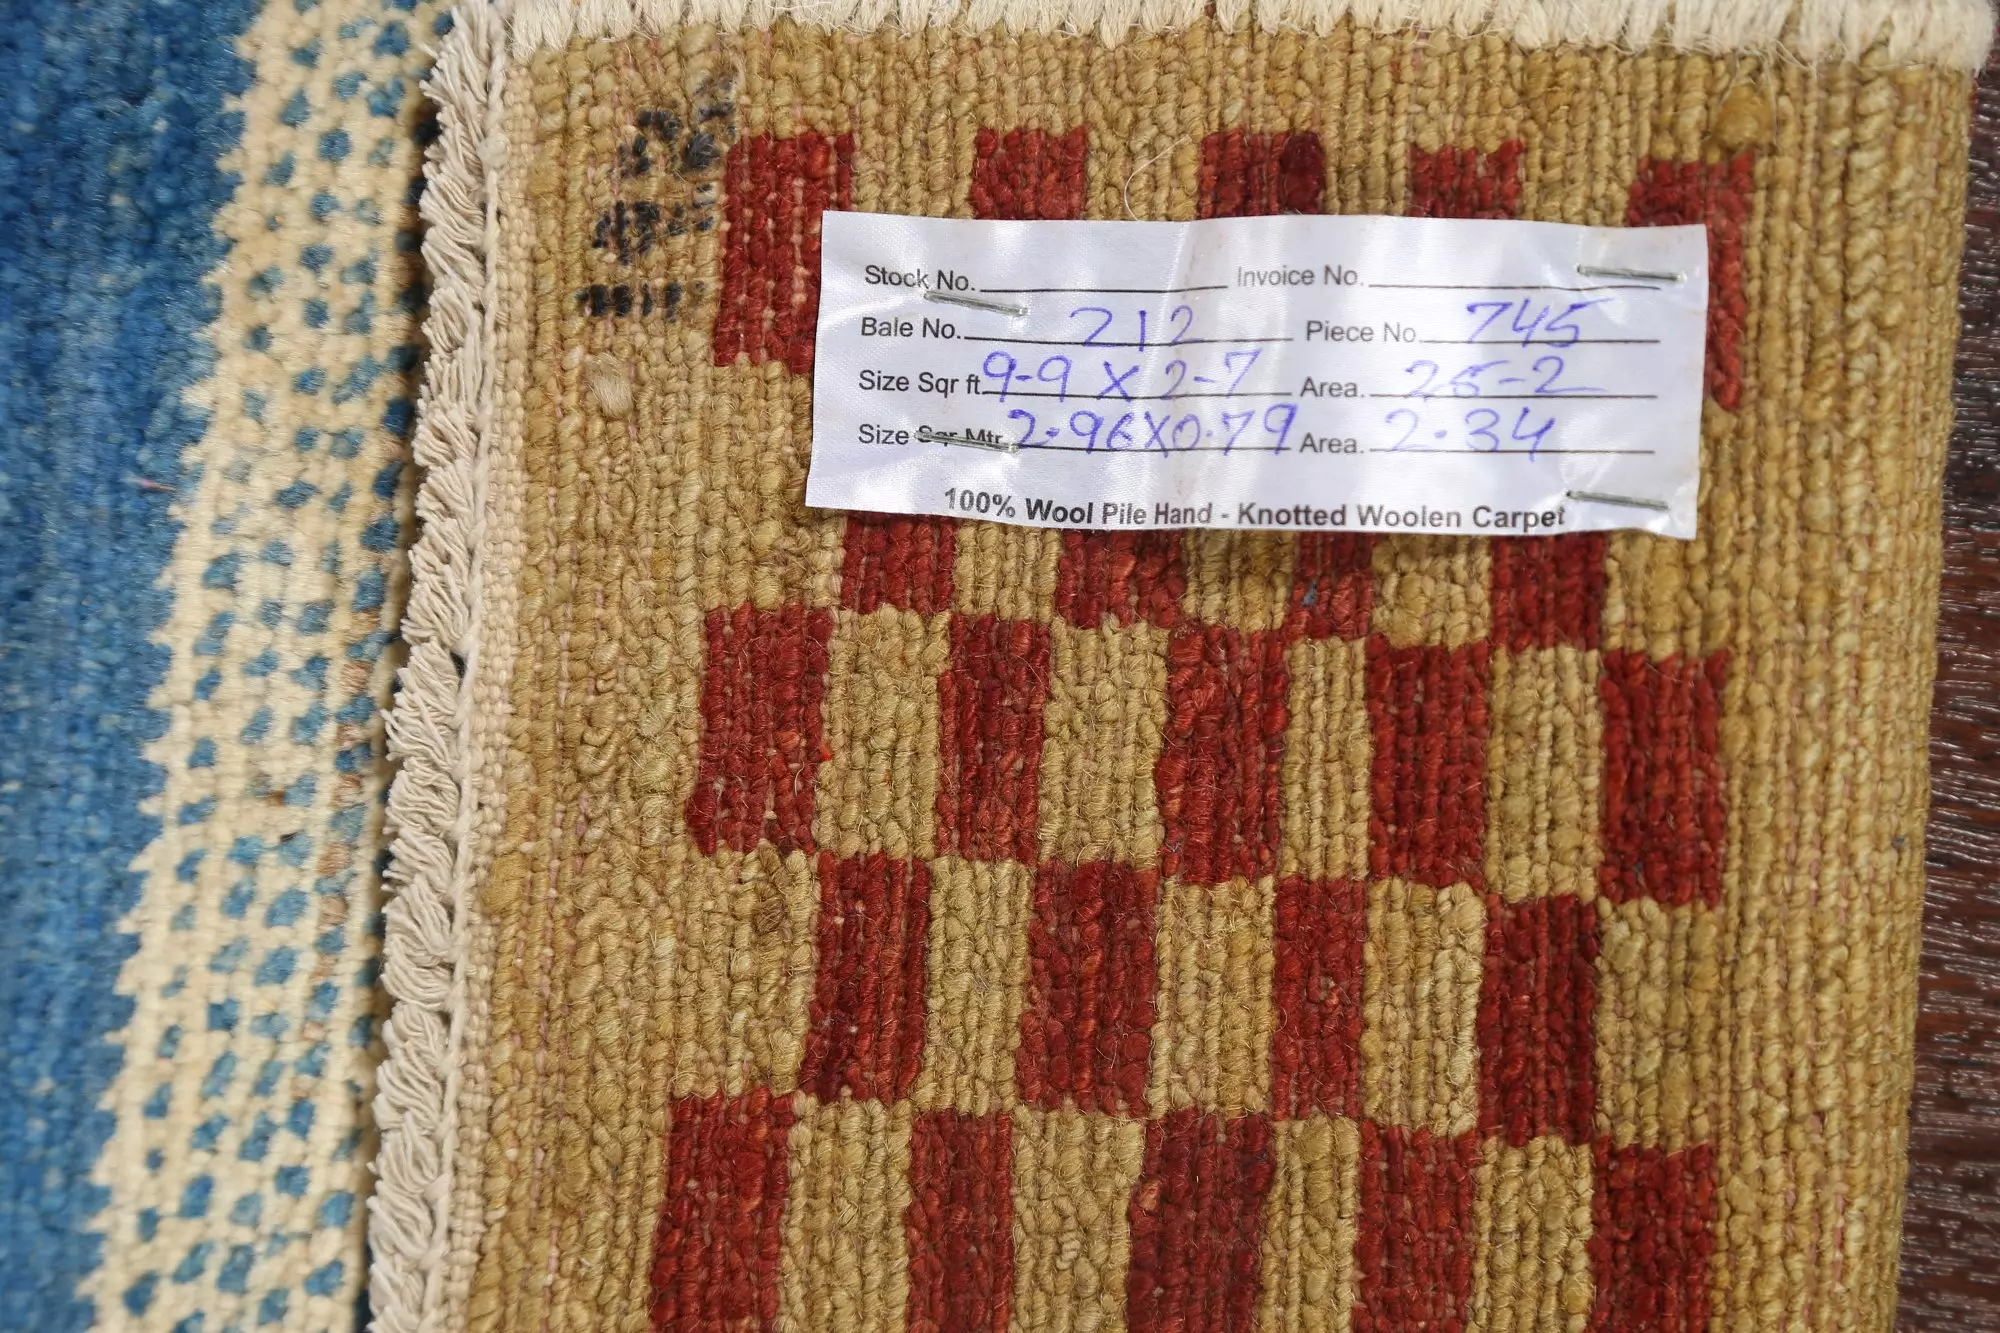 Stock No. Invoice No.
Bale No. 212 Piece No. 745
Size Sqr ft. 9-9 X 2-7 Area. 25-2
Size Sqr Mtr. 2.96X0.79 Area. 2.34
100% Wool Pile Hand - Knotted Woolen Carpet